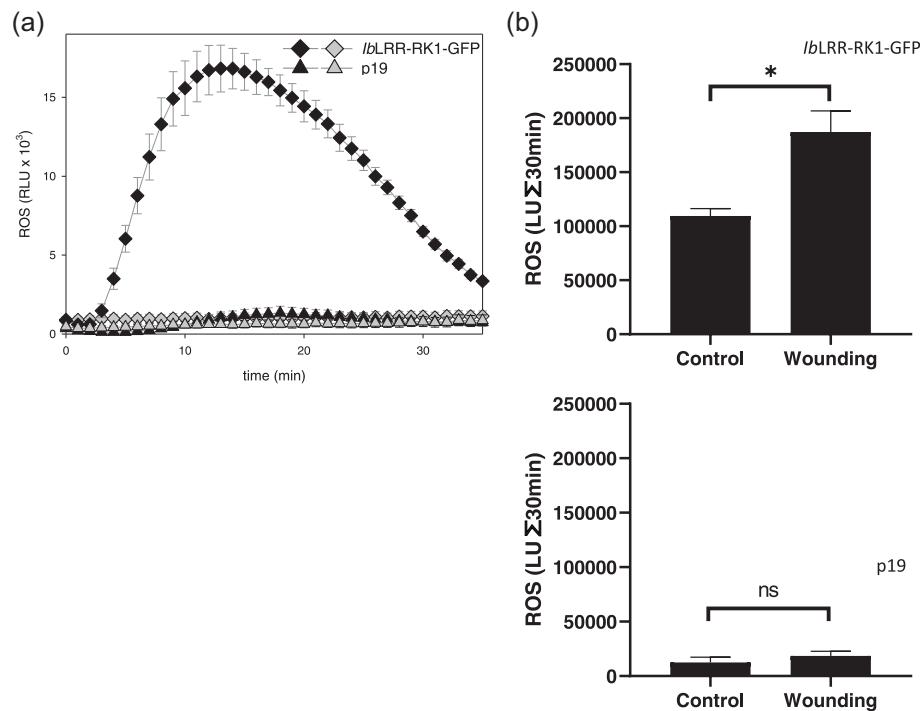 (a)
IbLRR-RK1-GFP
p19
15
10
5
0
ROS (RLU x 10³)
0
10
20
30
time (min)
(b)
IbLRR-RK1-GFP
250000
200000
150000
100000
50000
0
ROS (LU Σ30min)
*
Control
Wounding
250000
200000
150000
100000
50000
0
ROS (LU Σ30min)
p19
ns
Control
Wounding